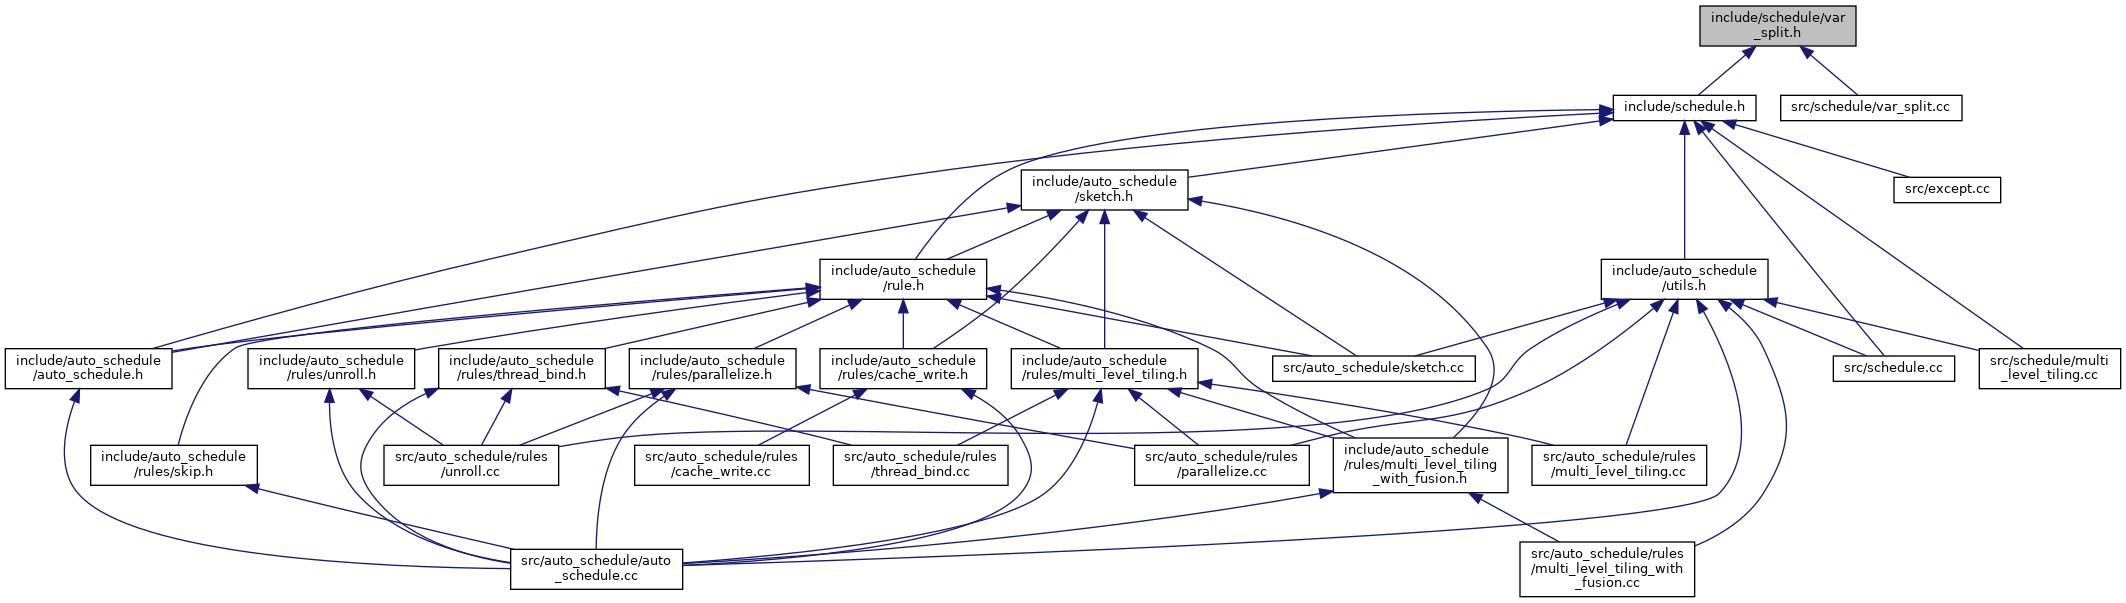 include/schedule/var
_split.h
include/schedule.h
src/schedule/var_split.cc
include/auto_schedule
/sketch.h
src/except.cc
include/auto_schedule
/rule.h
include/auto_schedule
/utils.h
include/auto_schedule
/auto_schedule.h
include/auto_schedule
/rules/unroll.h
include/auto_schedule
/rules/thread_bind.h
include/auto_schedule
/rules/parallelize.h
include/auto_schedule
/rules/cache_write.h
include/auto_schedule
/rules/multi_level_tiling.h
src/auto_schedule/sketch.cc
src/schedule.cc
src/schedule/multi
_level_tiling.cc
include/auto_schedule
/rules/skip.h
src/auto_schedule/rules
/unroll.cc
src/auto_schedule/rules
/cache_write.cc
src/auto_schedule/rules
/thread_bind.cc
src/auto_schedule/rules
/parallelize.cc
include/auto_schedule
/rules/multi_level_tiling
_with_fusion.h
src/auto_schedule/rules
/multi_level_tiling.cc
src/auto_schedule/auto
_schedule.cc
src/auto_schedule/rules
/multi_level_tiling_with
_fusion.cc